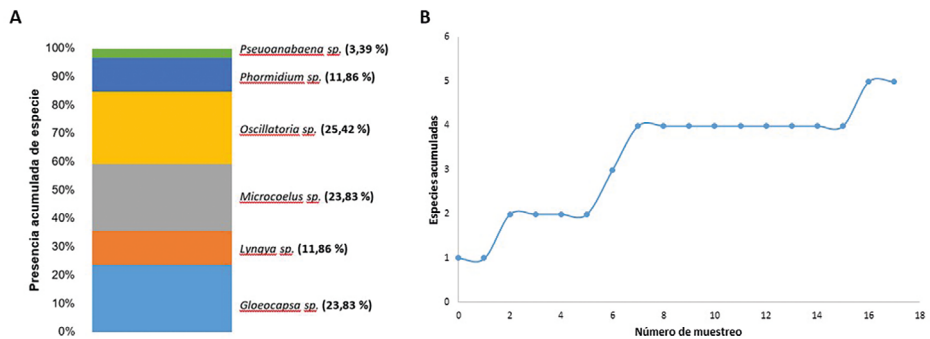 A
Presencia acumulada de especie
100%
90%
80%
70%
60%
50%
40%
30%
20%
10%
0%
Pseuoanabaena sp. (3,39 %)
Phormidium sp. (11,86 %)
Oscillatoria sp. (25,42 %)
Microcoelus sp. (23,83 %)
Lyngya sp. (11,86 %)
Gloeocapsa sp. (23,83 %)
B
Especies acumuladas
6
5
4
3
2
1
0
0 2 4 6 8 10 12 14 16 18
Número de muestreo